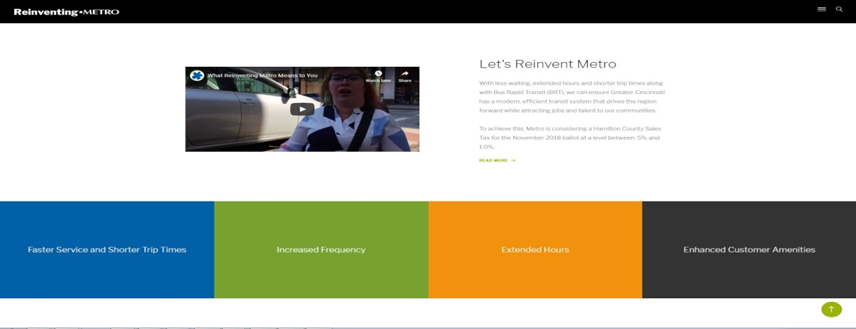 Reinventing METRO
What Reinventing Metro Means to You
Watch later
Share
Let's Reinvent Metro
With less waiting, extended hours and shorter trip times along
with Bus Rapid Transit (BRT), we can ensure Greater Cincinnati
has a modern, efficient transit system that drives the region
forward while attracting jobs and talent to our communities.
To achieve this, Metro is considering a Hamilton County Sales
Tax for the November 2018 ballot at a level between .5% and
1.0%.
READ MORE →
Faster Service and Shorter Trip Times
Increased Frequency
Extended Hours
Enhanced Customer Amenities